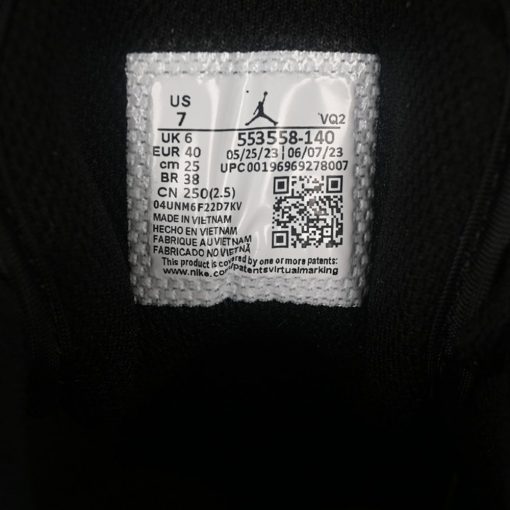 US
7
VQ2
UK 6
553558-140
EUR 40
05/25/23 | 06/07/23
cm 25
UPC00196969278007
BR 38
CN 250(2.5)
04UNM6F22D7KV
MADE IN VIETNAM
HECHO EN VIETNAM
FABRIQUE AU VIETNAM
FABRICADO NO VIETNÃ
This product is covered by one or more patents:
www.nike.com/patentsvirtualmarking